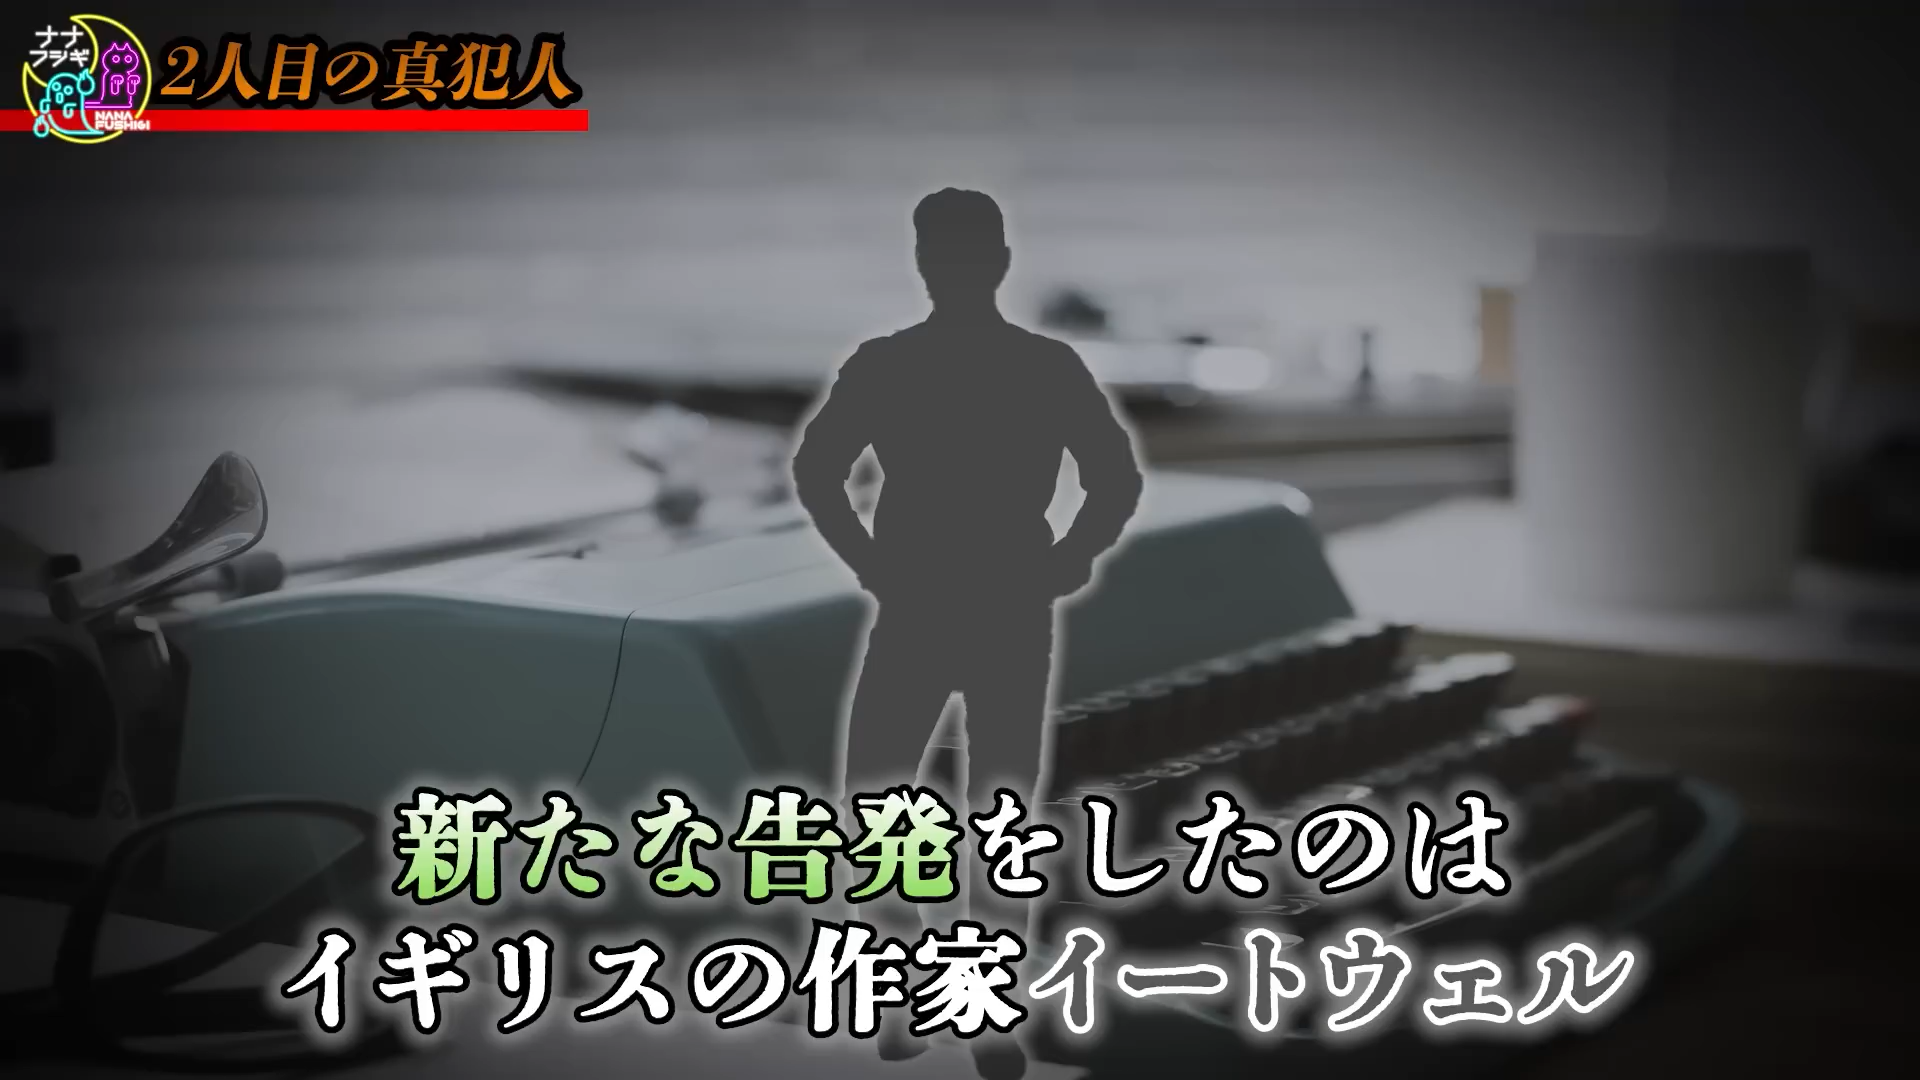 ナナ
フシギ
NANA
FUSHIGI
2人目の真犯人
新たな告発をしたのは
イギリスの作家イートウェル